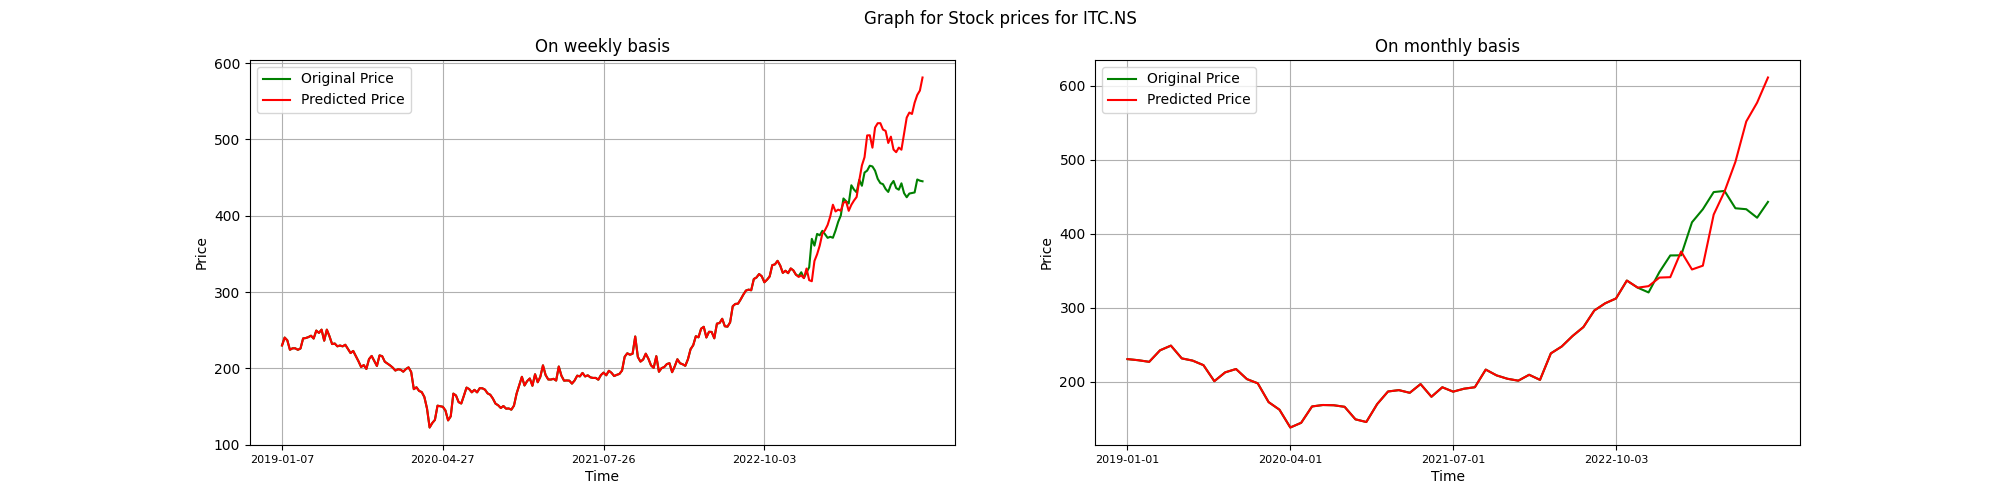 Graph for Stock prices for ITC.NS
On weekly basis
Original Price
Predicted Price
600
500
400
300
200
100
Price
2019-01-07
2020-04-27
2021-07-26
2022-10-03
Time
On monthly basis
Original Price
Predicted Price
600
500
400
300
200
Price
2019-01-01
2020-04-01
2021-07-01
2022-10-03
Time